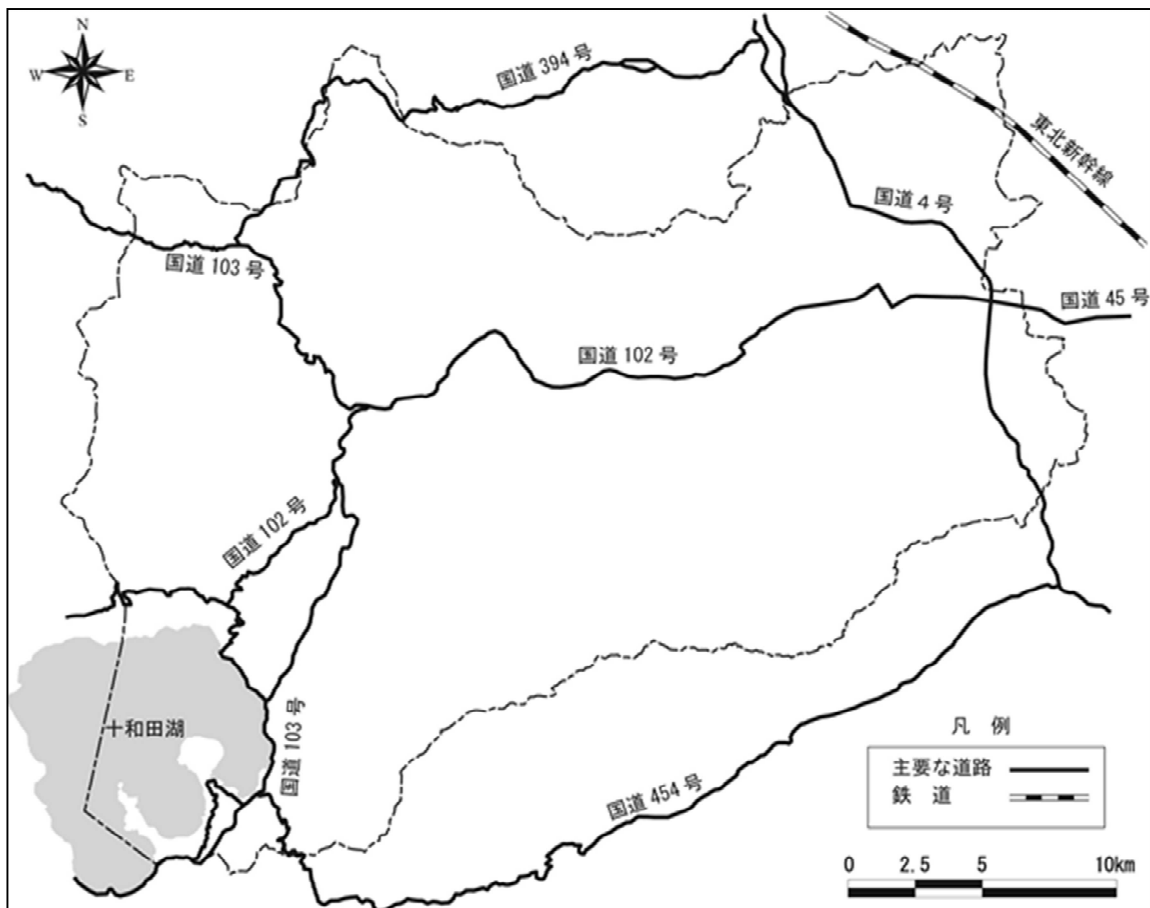 N
W E
S
国道 394 号
東北新幹線
国道 4 号
国道 103 号
国道 45 号
国道 102 号
国道 102 号
十和田湖
国道 103 号
国道 454 号
凡 例
主要な道路
鉄 道
0 2.5 5 10km